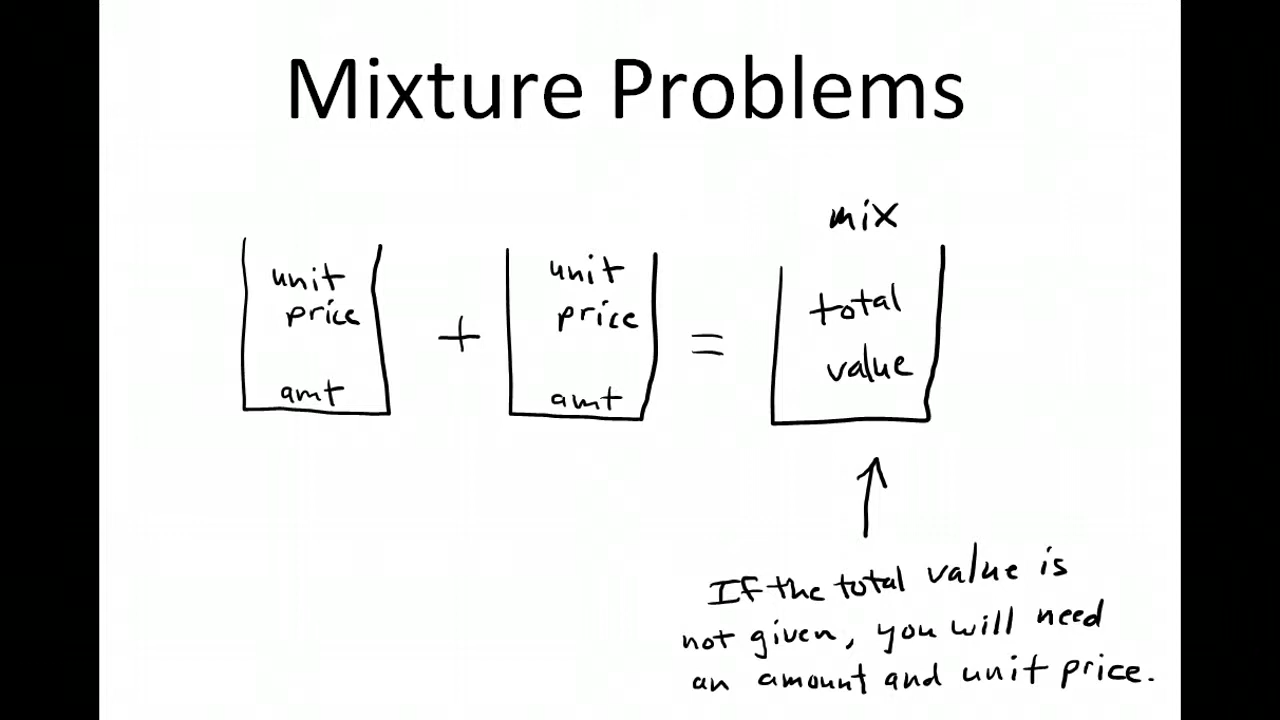 Mixture Problems
mix
unit
price
amt
+
unit
price
amt
=
total
value
If the total value is
not given, you will need
an amount and unit price.